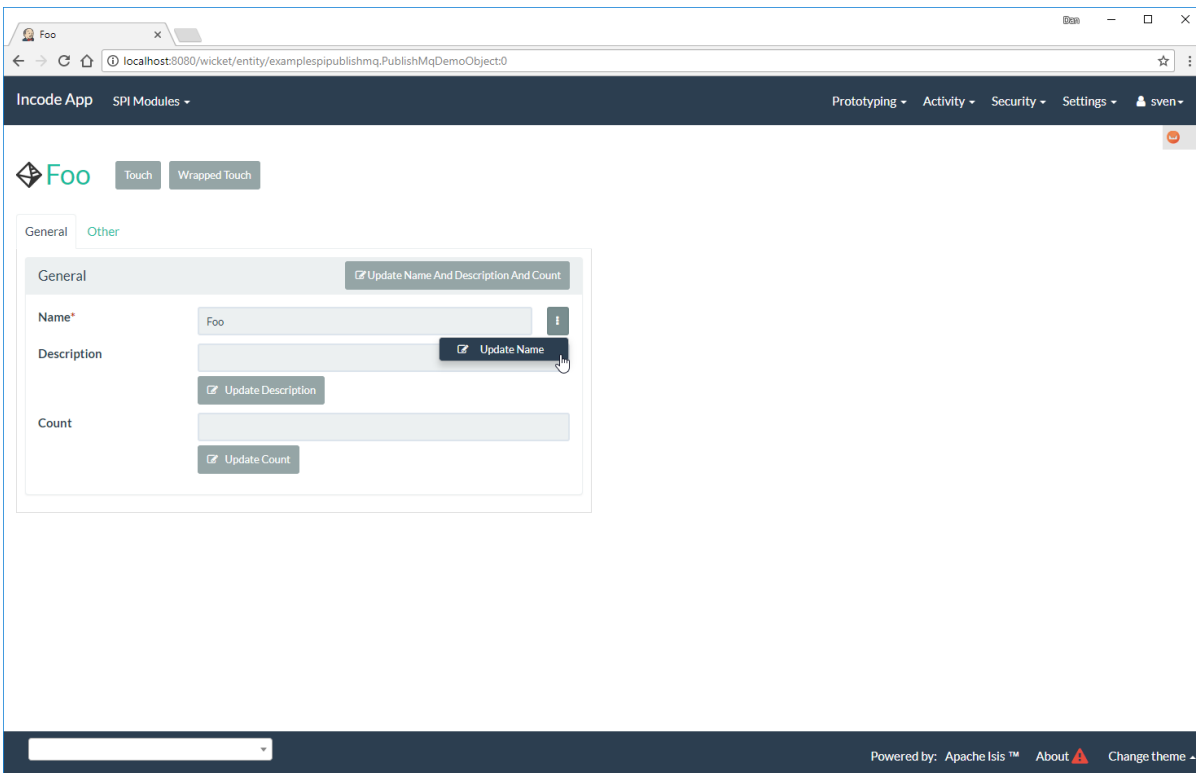 Foo
Dan
localhost:8080/wicket/entity/examplespipublishmq.PublishMqDemoObject:0
Incode App SPI Modules Prototyping Activity Security Settings sven
Foo Touch Wrapped Touch
General Other
General Update Name And Description And Count
Name* Foo
Update Name
Description
Update Description
Count
Update Count
Powered by: Apache Isis ™ About Change theme